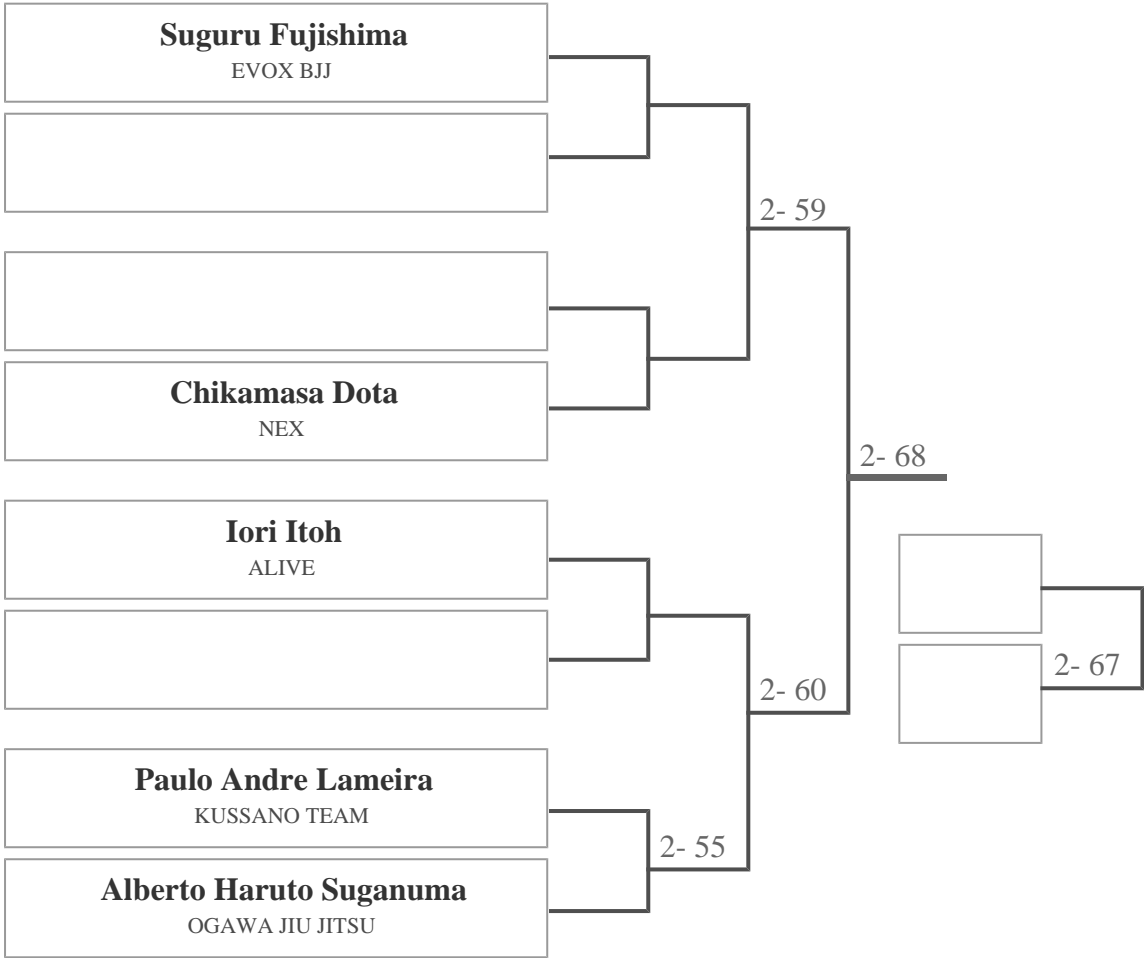 Suguru Fujishima
EVOX BJJ
2- 59
Chikamasa Dota
NEX
2- 68
Iori Itoh
ALIVE
2- 67
2- 60
Paulo Andre Lameira
KUSSANO TEAM
2- 55
Alberto Haruto Suganuma
OGAWA JIU JITSU